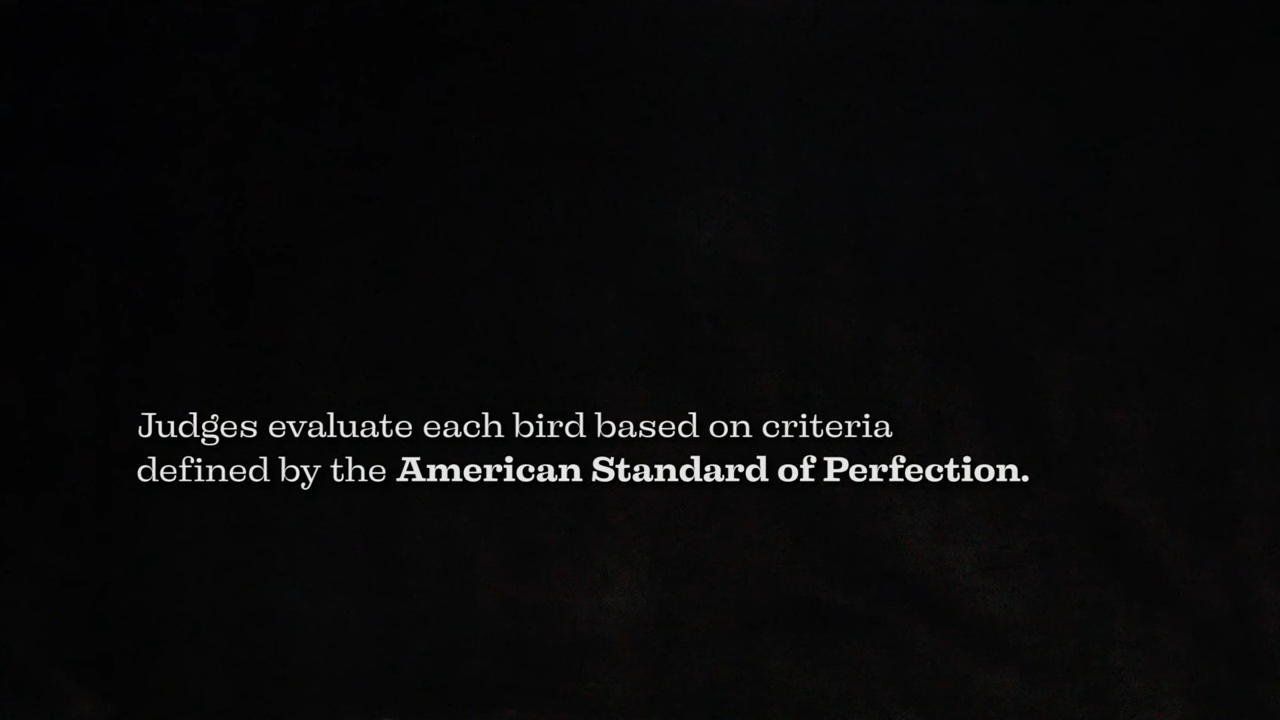 Judges evaluate each bird based on criteria
defined by the American Standard of Perfection.